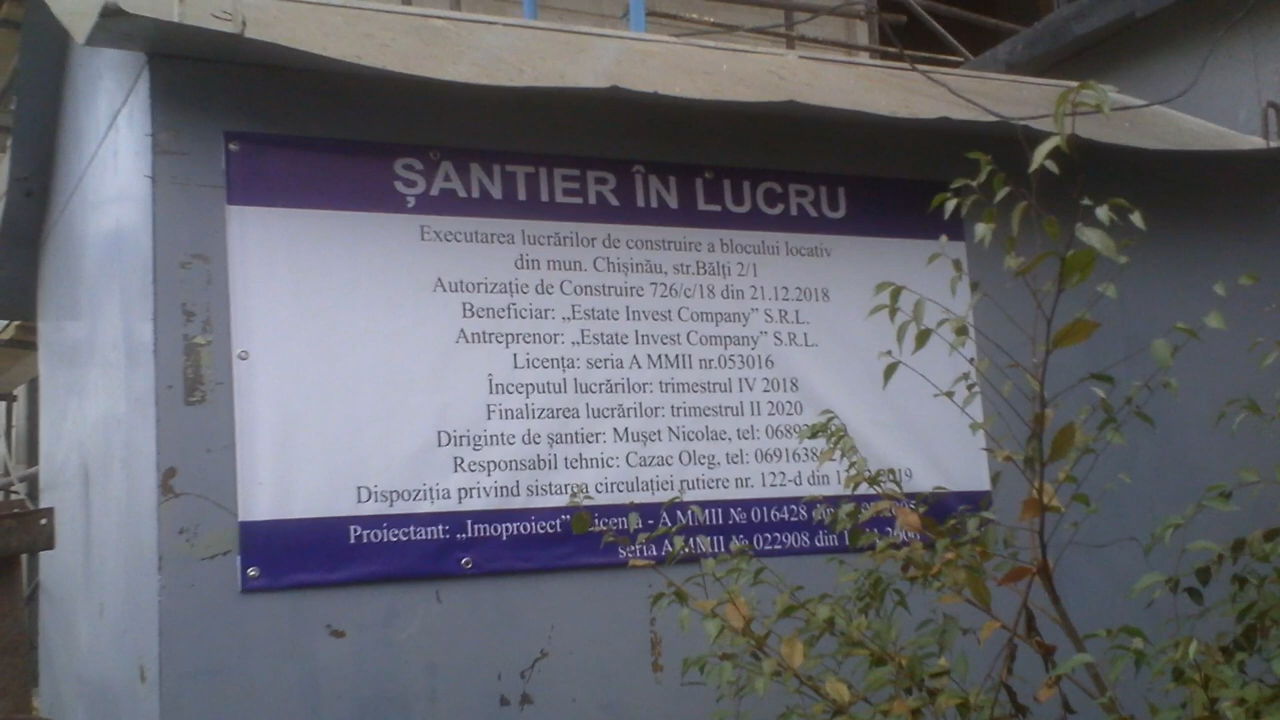 ȘANTIER ÎN LUCRU
Executarea lucrărilor de construire a blocului locativ
din mun. Chișinău, str.Bălți 2/1
Autorizație de Construire 726/c/18 din 21.12.2018
Beneficiar: „Estate Invest Company” S.R.L.
Antreprenor: „Estate Invest Company” S.R.L.
Licența: seria A MMII nr.053016
Începutul lucrărilor: trimestrul IV 2018
Finalizarea lucrărilor: trimestrul II 2020
Diriginte de șantier: Mușet Nicolae, tel:
Responsabil tehnic: Cazac Oleg, tel:
Dispoziția privind sistarea circulației rutiere nr. 122-d din
Proiectant: „Imoproiect” Licența - A MMII № 016428 din
seria A MMII № 022908 din